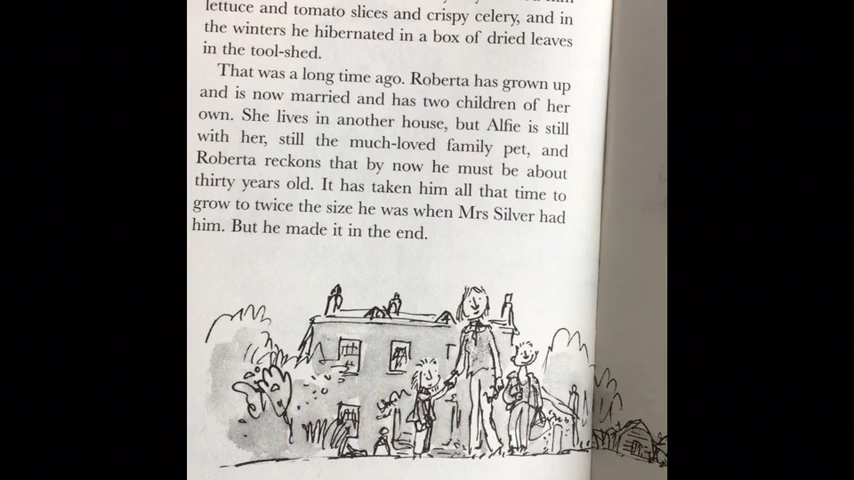 lettuce and tomato slices and crispy celery, and in
the winters he hibernated in a box of dried leaves
in the tool-shed.
That was a long time ago. Roberta has grown up
and is now married and has two children of her
own. She lives in another house, but Alfie is still
with her, still the much-loved family pet, and
Roberta reckons that by now he must be about
thirty years old. It has taken him all that time to
grow to twice the size he was when Mrs Silver had
him. But he made it in the end.